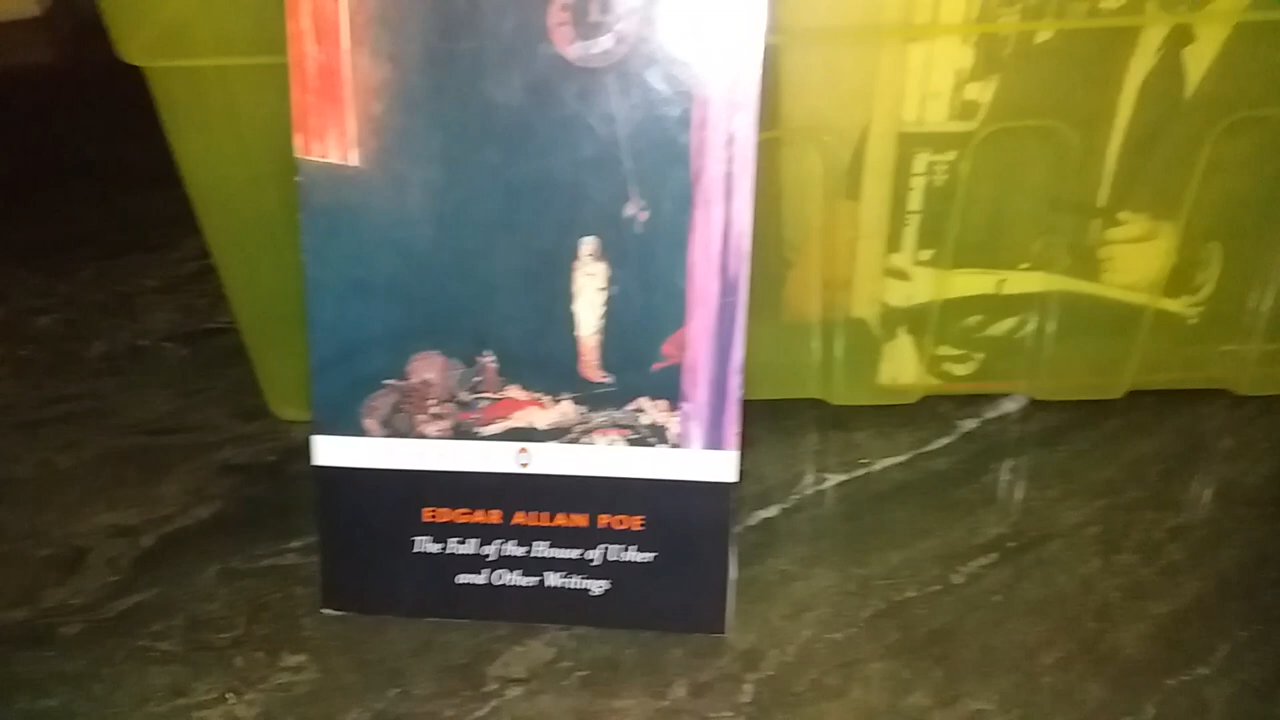 EDGAR ALLAN POE
The Fall of the House of Usher
and Other Writings